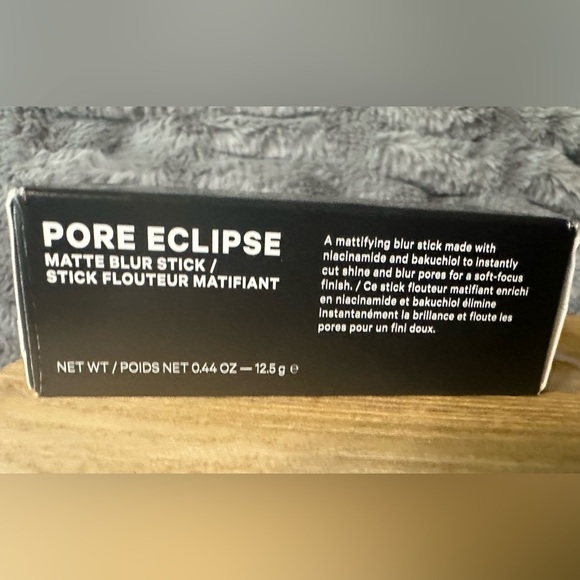 PORE ECLIPSE
MATTE BLUR STICK /
STICK FLOUTEUR MATIFIANT
NET WT / POIDS NET 0.44 OZ — 12.5 g ℮
A mattifying blur stick made with
niacinamide and bakuchiol to instantly
cut shine and blur pores for a soft-focus
finish. / Ce stick flouteur matifiant enrichi
en niacinamide et bakuchiol élimine
instantanément la brillance et floute les
pores pour un fini doux.